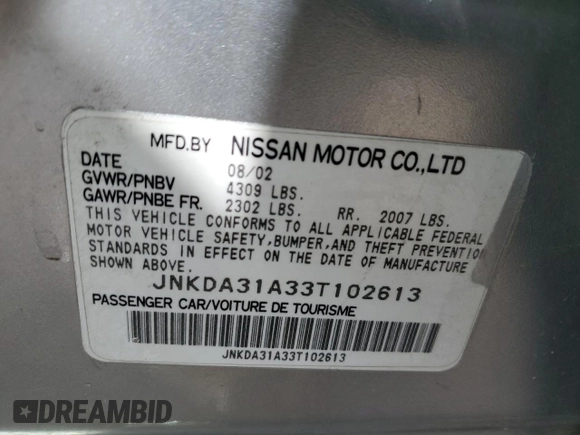 MFD.BY NISSAN MOTOR CO.,LTD
DATE 08/02
GVWR/PNBV 4309 LBS.
GAWR/PNBE FR. 2302 LBS. RR. 2007 LBS.
THIS VEHICLE CONFORMS TO ALL APPLICABLE FEDERAL
MOTOR VEHICLE SAFETY,BUMPER,AND THEFT PREVENTION
STANDARDS IN EFFECT ON THE DATE OF MANUFACTURE
SHOWN ABOVE.
JNKDA31A33T102613
PASSENGER CAR/VOITURE DE TOURISME
JNKDA31A33T102613
DREAMBID